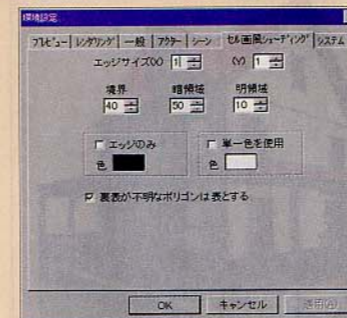 環境設定
プレビュー レンダリング 一般 アクター シーン セル画風シェーディング システム
エッジサイズ(X) 1 (Y) 1
境界 暗領域 明領域
40 50 10
エッジのみ 単一色を使用
色 色
裏表が不明なポリゴンは表とする
OK キャンセル 適用(A)